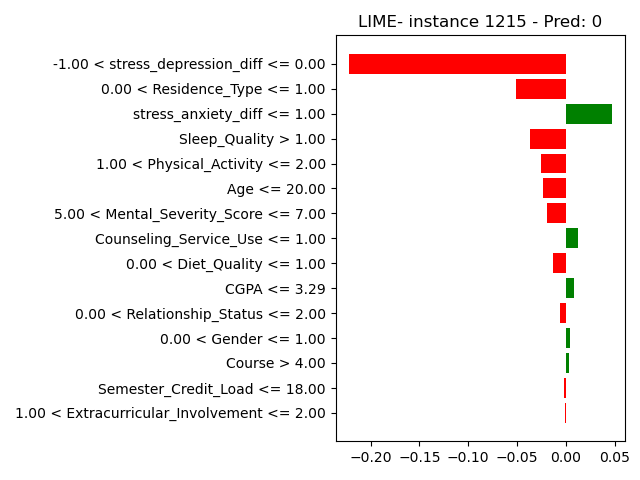 LIME- instance 1215 - Pred: 0
-1.00 < stress_depression_diff <= 0.00
0.00 < Residence_Type <= 1.00
stress_anxiety_diff <= 1.00
Sleep_Quality > 1.00
1.00 < Physical_Activity <= 2.00
Age <= 20.00
5.00 < Mental_Severity_Score <= 7.00
Counseling_Service_Use <= 1.00
0.00 < Diet_Quality <= 1.00
CGPA <= 3.29
0.00 < Relationship_Status <= 2.00
0.00 < Gender <= 1.00
Course > 4.00
Semester_Credit_Load <= 18.00
1.00 < Extracurricular_Involvement <= 2.00
−0.20 −0.15 −0.10 −0.05 0.00 0.05